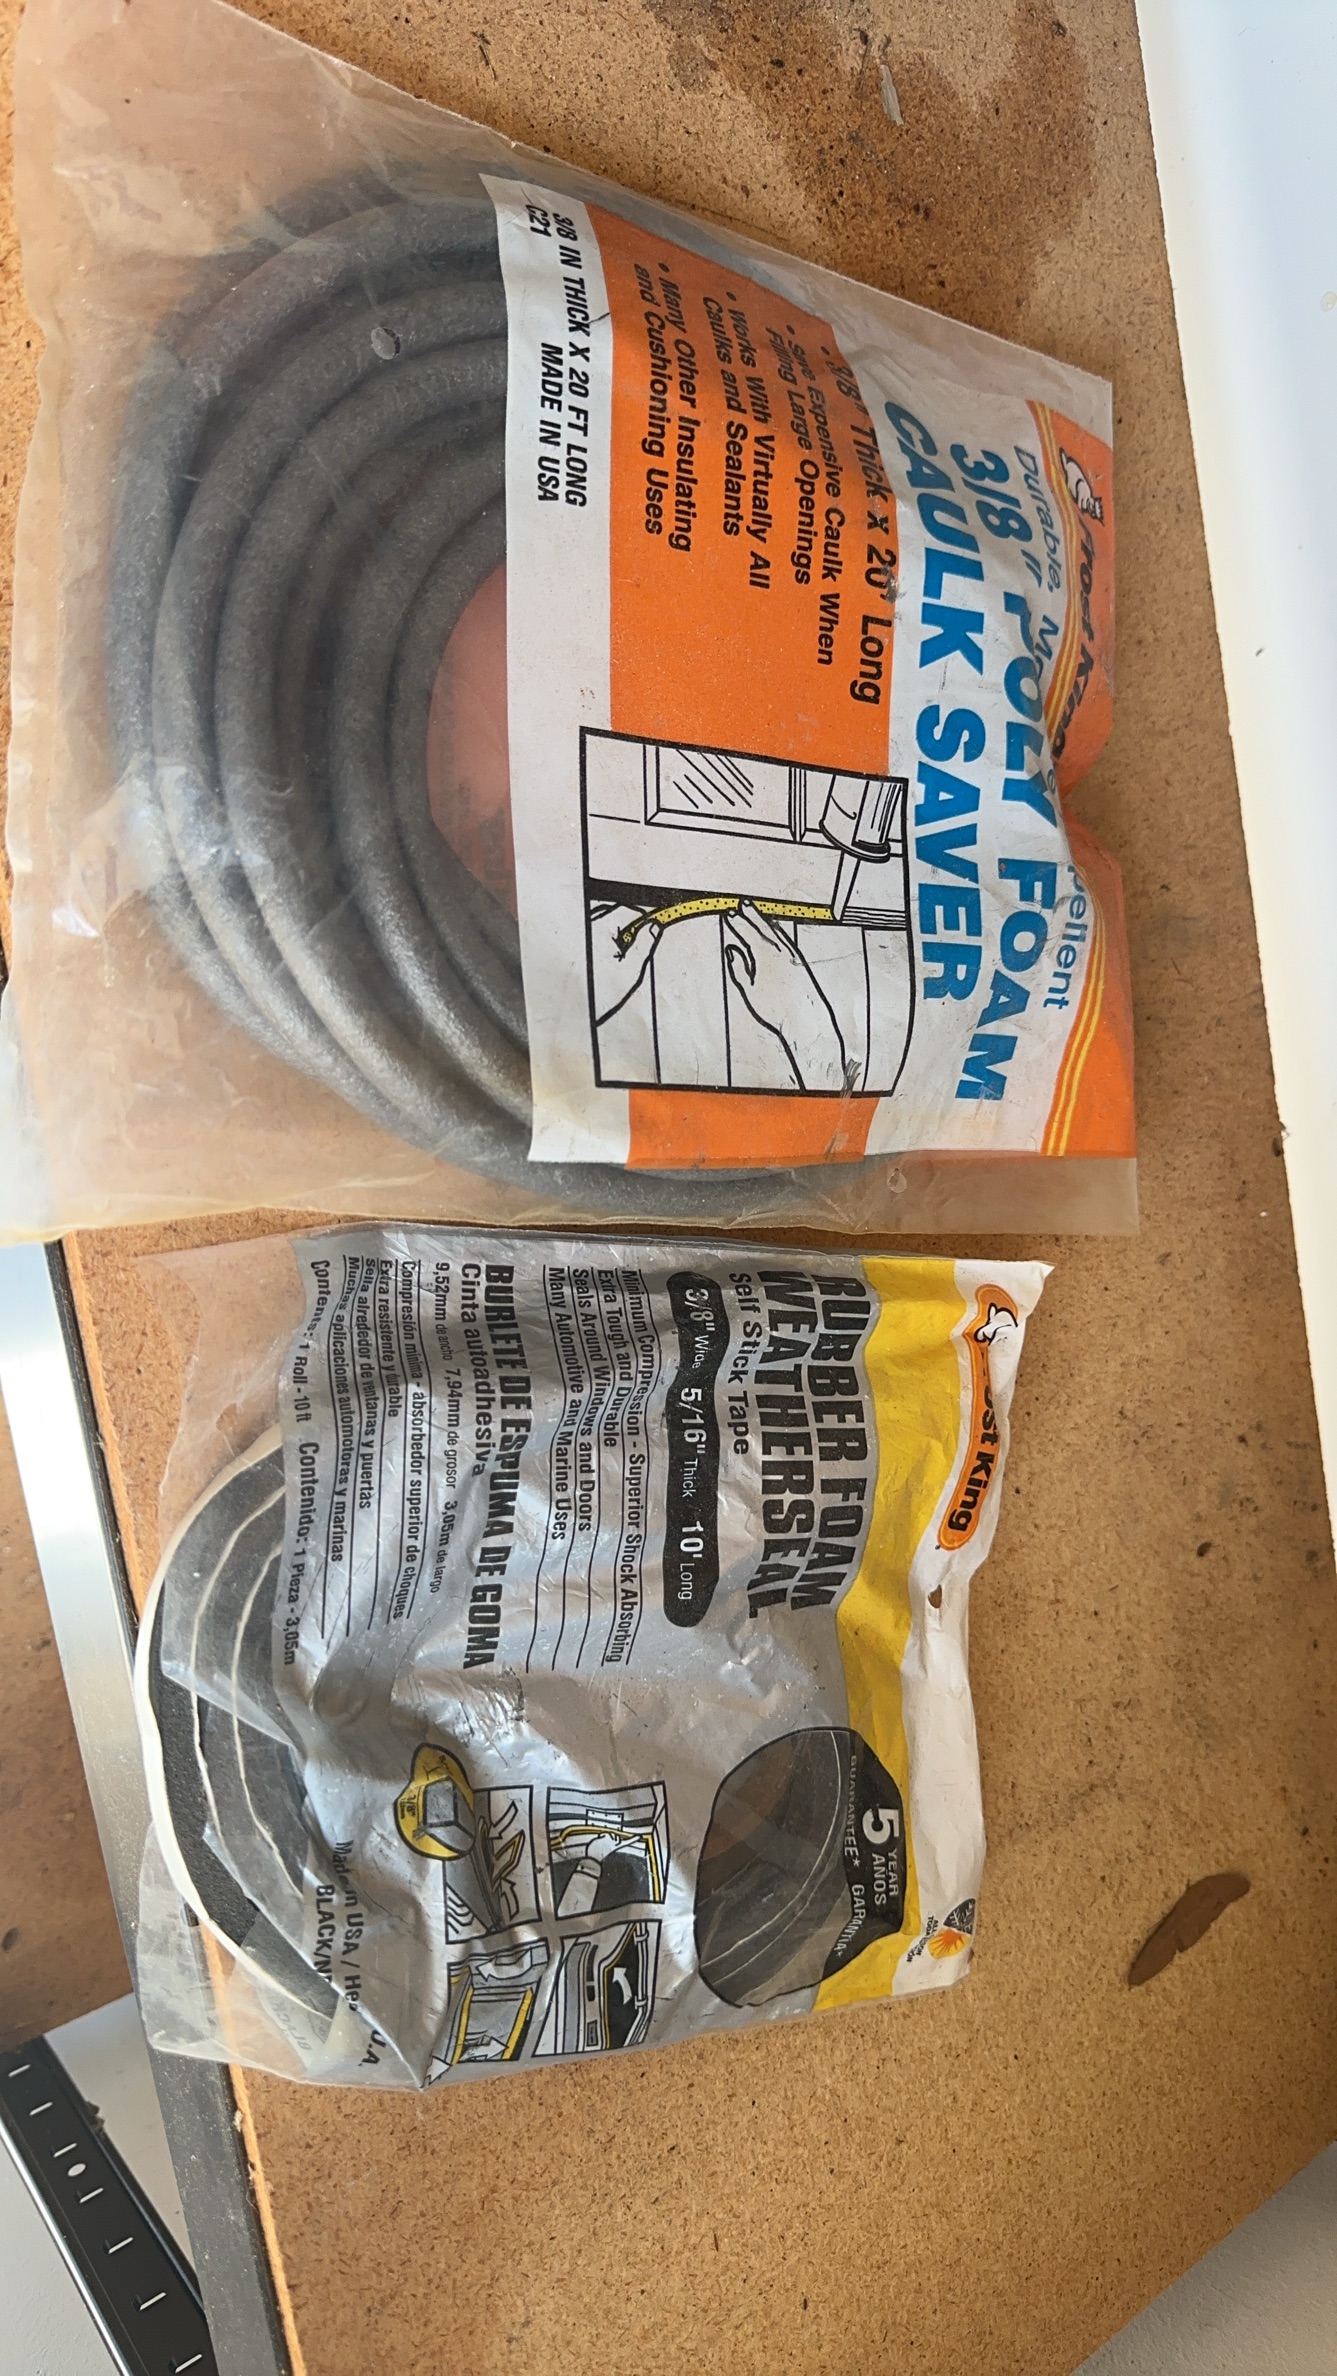 Frost King
Durable,
3/8" POLY FOAM
CAULK SAVER
• 3/8" Thick x 20' Long
• Save Expensive Caulk When
Filling Large Openings
• Works With Virtually All
Caulks and Sealants
• Many Other Insulating
and Cushioning Uses
3/8 IN THICK X 20 FT LONG
C21
MADE IN USA
Frost King
RUBBER FOAM
WEATHERSEAL
Self Stick Tape
3/8" Wide 5/16" Thick 10' Long
Minimum Compression - Superior Shock Absorbing
Extra Tough and Durable
Seals Around Windows and Doors
Many Automotive and Marine Uses
BURLETE DE ESPUMA DE GOMA
Cinta autoadhesiva
9,52mm de ancho 7,94mm de grosor 3,05m de largo
Compresión mínima - absorbedor superior de choques
Extra resistente y durable
Sella alrededor de ventanas y puertas
Muchas aplicaciones automotoras y marinas
Contents: 1 Roll - 10 ft Contenido: 1 Pieza - 3,05m
5 YEAR
AÑOS
GUARANTEE* GARANTIA*
3/8"
Made in USA /